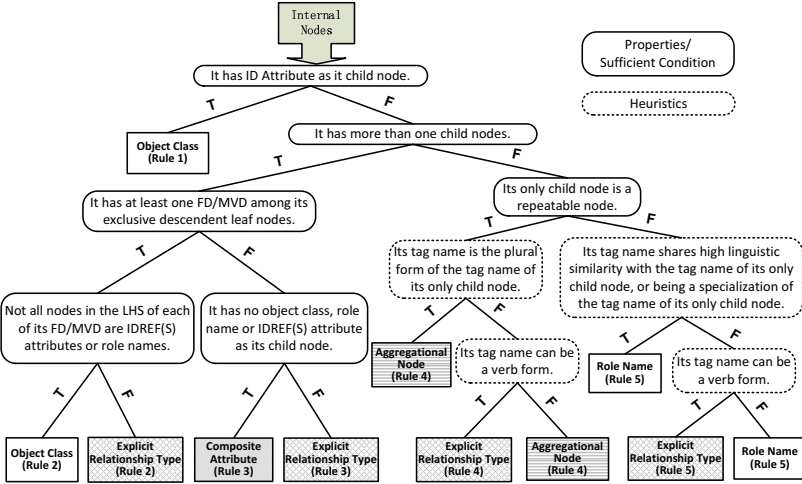 Internal
Nodes
It has ID Attribute as it child node.
Properties/
Sufficient Condition
Heuristics
T
F
Object Class
(Rule 1)
It has more than one child nodes.
T
F
It has at least one FD/MVD among its
exclusive descendent leaf nodes.
Its only child node is a
repeatable node.
T
F
T
F
Not all nodes in the LHS of each
of its FD/MVD are IDREF(S)
attributes or role names.
It has no object class, role
name or IDREF(S) attribute
as its child node.
Its tag name is the plural
form of the tag name of
its only child node.
Its tag name shares high linguistic
similarity with the tag name of its only
child node, or being a specialization of
the tag name of its only child node.
T
F
T
F
Aggregational
Node
(Rule 4)
Its tag name can be
a verb form.
Role Name
(Rule 5)
Its tag name can be
a verb form.
T
F
T
F
T
F
T
F
Object Class
(Rule 2)
Explicit
Relationship Type
(Rule 2)
Composite
Attribute
(Rule 3)
Explicit
Relationship Type
(Rule 3)
Explicit
Relationship Type
(Rule 4)
Aggregational
Node
(Rule 4)
Explicit
Relationship Type
(Rule 5)
Role Name
(Rule 5)